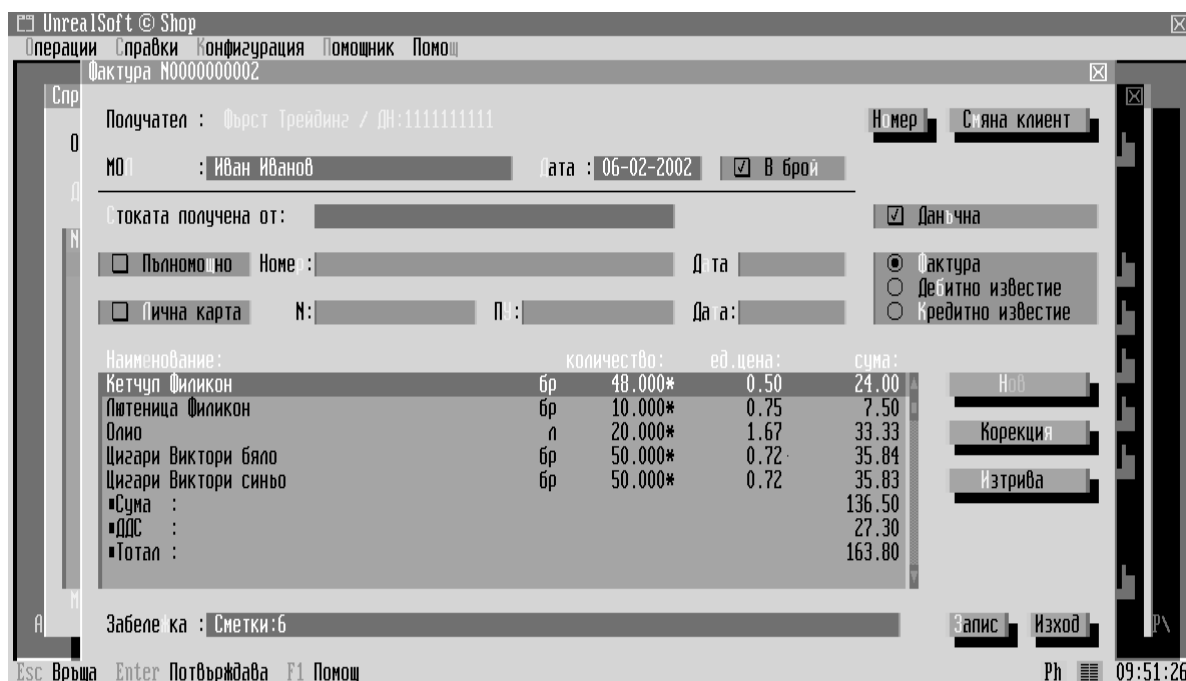 UnrealSoft © Shop
Операции Справки Конфигурация Помощник Помощ
Фактура N0000000002
Спр
Получател : Фърст Трейдинг / ДН:1111111111
Номер
Смяна клиент
О
МОЛ : Иван Иванов
Дата : 06-02-2002
В брой
Д
Стоката получена от:
Данъчна
N
Пълномощно Номер:
Дата
Фактура
Дебитно известие
Лична карта N: ПУ: Дата:
Кредитно известие
Наименование: количество: ед.цена: сума:
Кетчуп Филикон бр 48.000* 0.50 24.00
Нов
Лютеница Филикон бр 10.000* 0.75 7.50
Олио л 20.000* 1.67 33.33
Корекция
Цигари Виктори бяло бр 50.000* 0.72 35.84
Цигари Виктори синьо бр 50.000* 0.72 35.83
Изтрива
Сума : 136.50
ДДС : 27.30
Тотал : 163.80
М
Забележка : Сметки:6
Запис
Изход
А
P\
Esc Връща Enter Потвърждава F1 Помощ
Ph
09:51:26